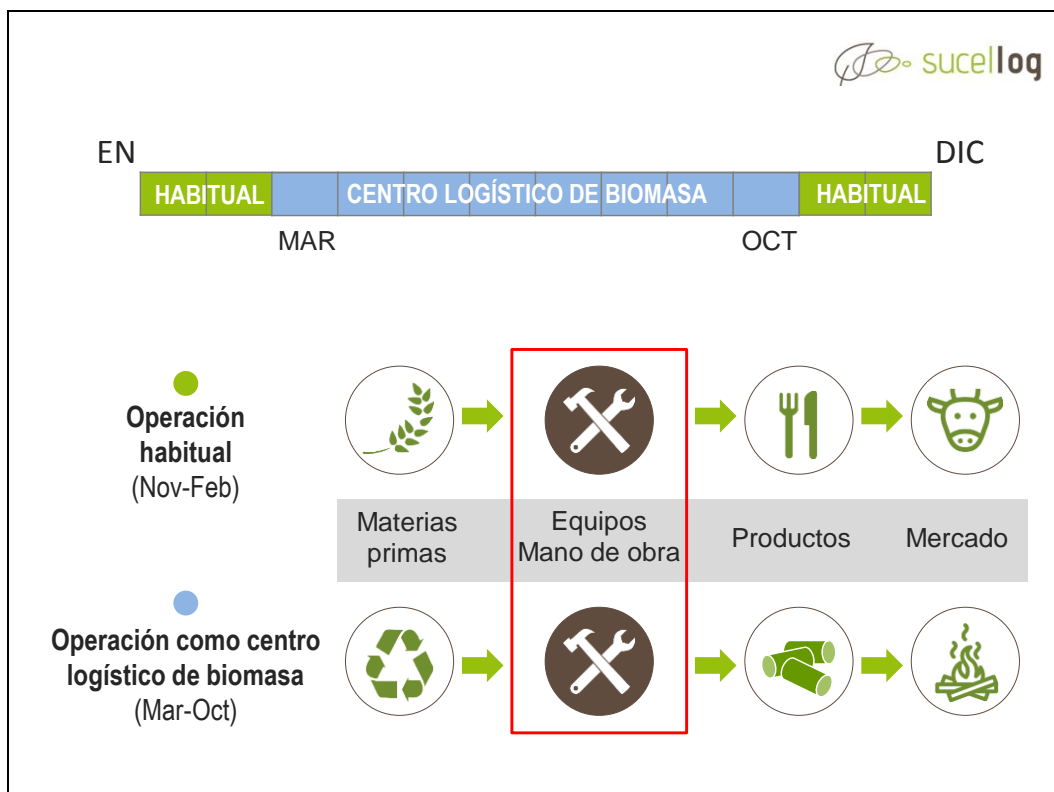 sucellog
EN
DIC
HABITUAL
CENTRO LOGÍSTICO DE BIOMASA
HABITUAL
MAR
OCT
Operación
habitual
(Nov-Feb)
Materias
primas
Equipos
Mano de obra
Productos
Mercado
Operación como centro
logístico de biomasa
(Mar-Oct)